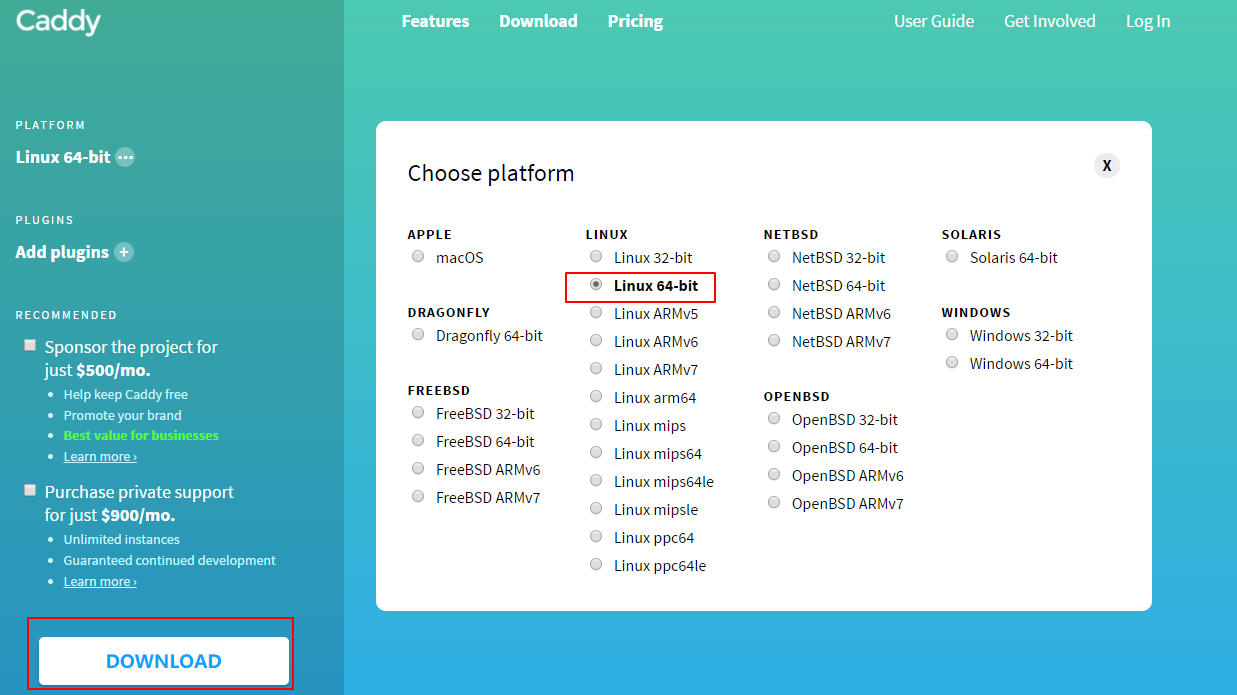 Caddy
Features
Download
Pricing
User Guide
Get Involved
Log In
PLATFORM
Linux 64-bit
PLUGINS
Add plugins +
RECOMMENDED
Sponsor the project for
just $500/mo.
• Help keep Caddy free
• Promote your brand
• Best value for businesses
• Learn more ›
Purchase private support
for just $900/mo.
• Unlimited instances
• Guaranteed continued development
• Learn more ›
DOWNLOAD
Choose platform
X
APPLE
macOS
DRAGONFLY
Dragonfly 64-bit
FREEBSD
FreeBSD 32-bit
FreeBSD 64-bit
FreeBSD ARMv6
FreeBSD ARMv7
LINUX
Linux 32-bit
Linux 64-bit
Linux ARMv5
Linux ARMv6
Linux ARMv7
Linux arm64
Linux mips
Linux mips64
Linux mips64le
Linux mipsle
Linux ppc64
Linux ppc64le
NETBSD
NetBSD 32-bit
NetBSD 64-bit
NetBSD ARMv6
NetBSD ARMv7
OPENBSD
OpenBSD 32-bit
OpenBSD 64-bit
OpenBSD ARMv6
OpenBSD ARMv7
SOLARIS
Solaris 64-bit
WINDOWS
Windows 32-bit
Windows 64-bit